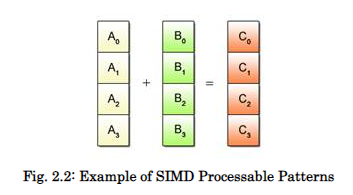 A0 B0 C0
A1 B1 C1
+ =
A2 B2 C2
A3 B3 C3
Fig. 2.2: Example of SIMD Processable Patterns